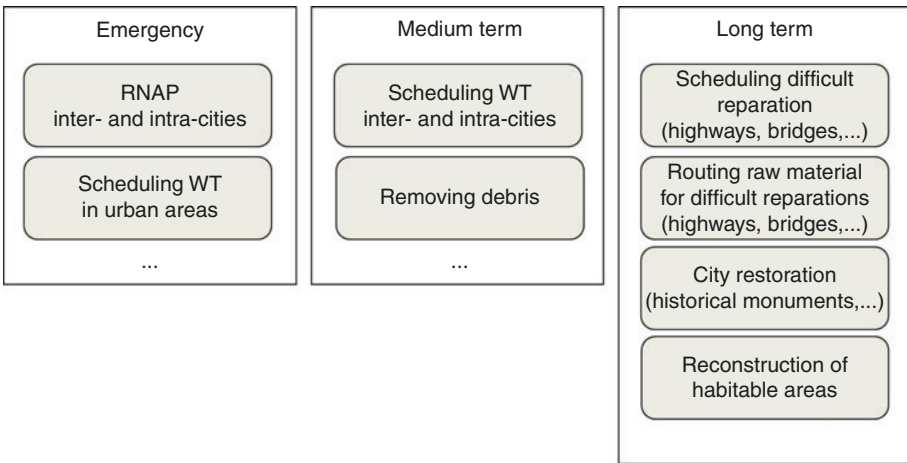 Emergency
RNAP
inter- and intra-cities
Scheduling WT
in urban areas
...
Medium term
Scheduling WT
inter- and intra-cities
Removing debris
...
Long term
Scheduling difficult
reparation
(highways, bridges,...)
Routing raw material
for difficult reparations
(highways, bridges,...)
City restoration
(historical monuments,...)
Reconstruction of
habitable areas